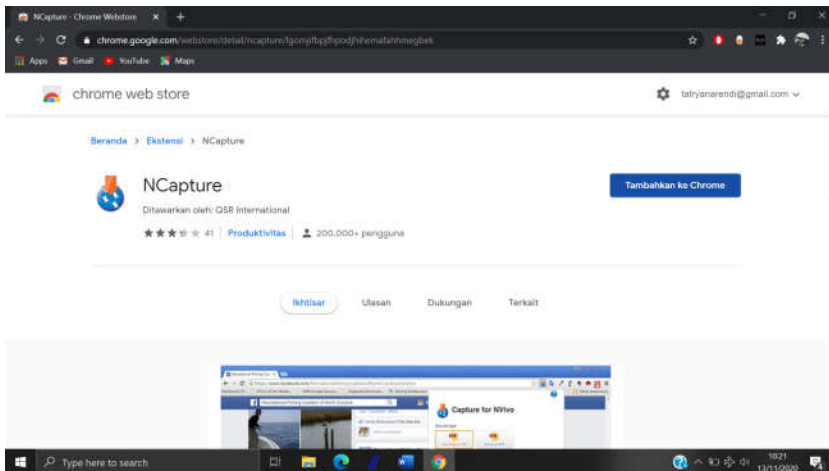 NCapture - Chrome Webstore
chrome.google.com/webstore/detail/ncapture/
Apps Gmail YouTube Maps
chrome web store
tatryanarendi@gmail.com
Beranda > Ekstensi > NCapture
NCapture
Tambahkan ke Chrome
Ditawarkan oleh: QSR International
41 Produktivitas 200.000+ pengguna
Ikhtisar Ulasan Dukungan Terkait
Capture for NVivo
Type here to search
10:21
13/11/2020